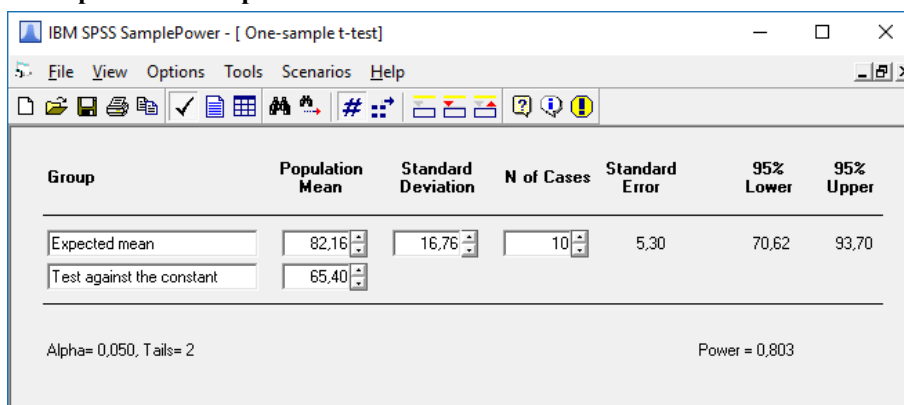 IBM SPSS SamplePower - [ One-sample t-test]
File View Options Tools Scenarios Help
Group Population Mean Standard Deviation N of Cases Standard Error 95% Lower 95% Upper
Expected mean 82,16 16,76 10 5,30 70,62 93,70
Test against the constant 65,40
Alpha= 0,050, Tails= 2 Power = 0,803